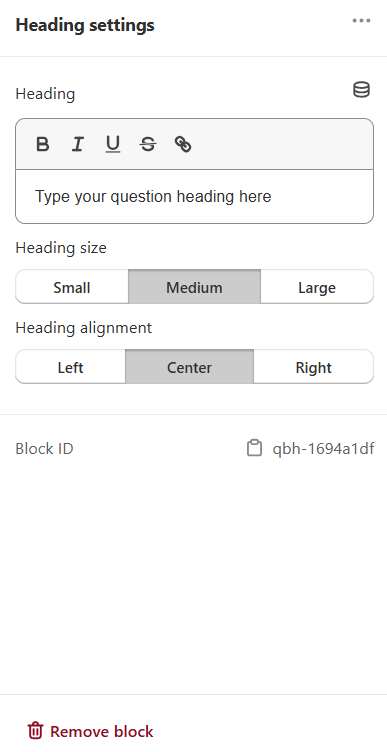 Heading settings
Heading
B I U S
Type your question heading here
Heading size
Small Medium Large
Heading alignment
Left Center Right
Block ID qbh-1694a1df
Remove block